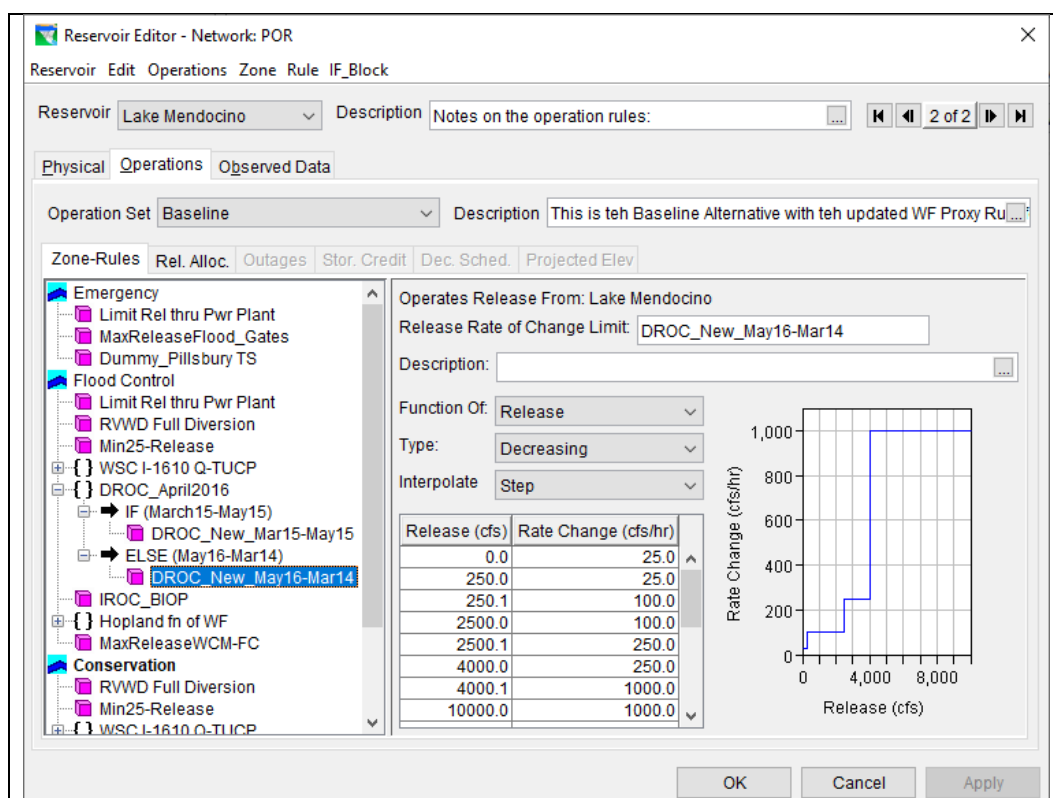 Reservoir Editor - Network: POR
Reservoir Edit Operations Zone Rule IF_Block
Reservoir Lake Mendocino Description Notes on the operation rules: ... 2 of 2
Physical Operations Observed Data
Operation Set Baseline Description This is teh Baseline Alternative with teh updated WF Proxy Ru ...
Zone-Rules Rel. Alloc. Outages Stor. Credit Dec. Sched. Projected Elev
Emergency
Limit Rel thru Pwr Plant
MaxReleaseFlood_Gates
Dummy_Pillsbury TS
Flood Control
Limit Rel thru Pwr Plant
RVWD Full Diversion
Min25-Release
{ } WSC I-1610 Q-TUCP
{ } DROC_April2016
IF (March15-May15)
DROC_New_Mar15-May15
ELSE (May16-Mar14)
DROC_New_May16-Mar14
IROC_BIOP
{ } Hopland fn of WF
MaxReleaseWCM-FC
Conservation
RVWD Full Diversion
Min25-Release
{ } WSC I-1610 Q-TUCP
Operates Release From: Lake Mendocino
Release Rate of Change Limit: DROC_New_May16-Mar14
Description: ...
Function Of: Release
Type: Decreasing
Interpolate Step
Release (cfs) Rate Change (cfs/hr)
0.0 25.0
250.0 25.0
250.1 100.0
2500.0 100.0
2500.1 250.0
4000.0 250.0
4000.1 1000.0
10000.0 1000.0
Rate Change (cfs/hr)
1,000
800
600
400
200
0
0 4,000 8,000
Release (cfs)
OK Cancel Apply